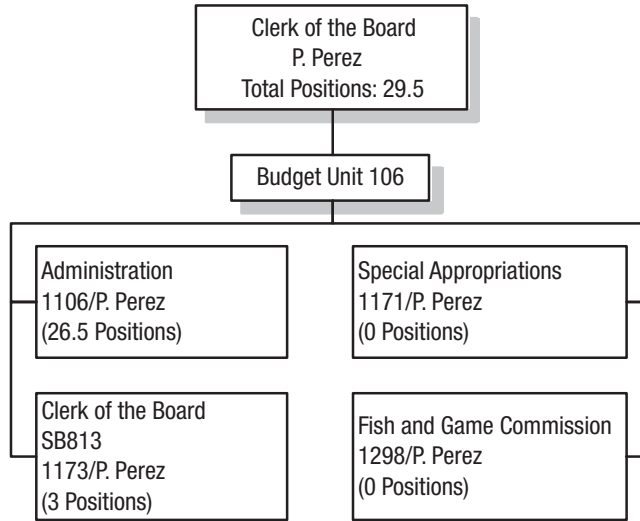 Clerk of the Board
P. Perez
Total Positions: 29.5
Budget Unit 106
Administration
1106/P. Perez
(26.5 Positions)
Special Appropriations
1171/P. Perez
(0 Positions)
Clerk of the Board
SB813
1173/P. Perez
(3 Positions)
Fish and Game Commission
1298/P. Perez
(0 Positions)